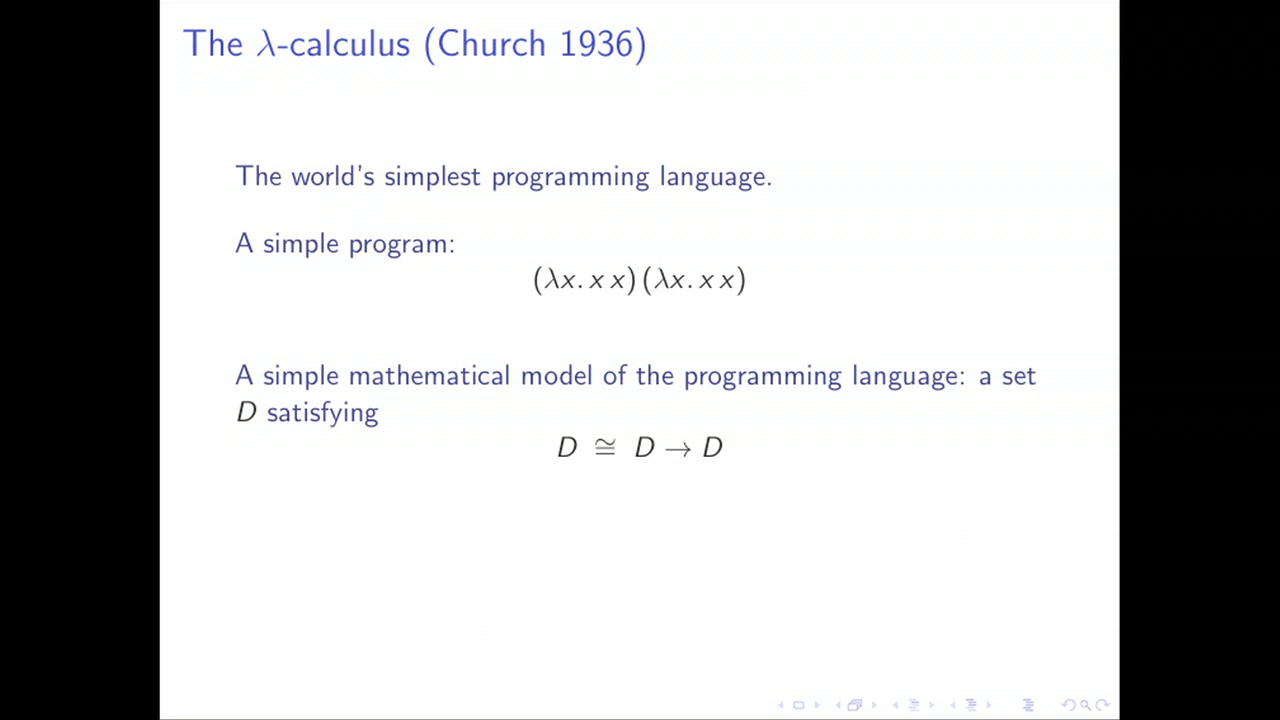 The λ-calculus (Church 1936)
The world's simplest programming language.
A simple program:
(λx. x x) (λx. x x)
A simple mathematical model of the programming language: a set
D satisfying
D ≅ D → D